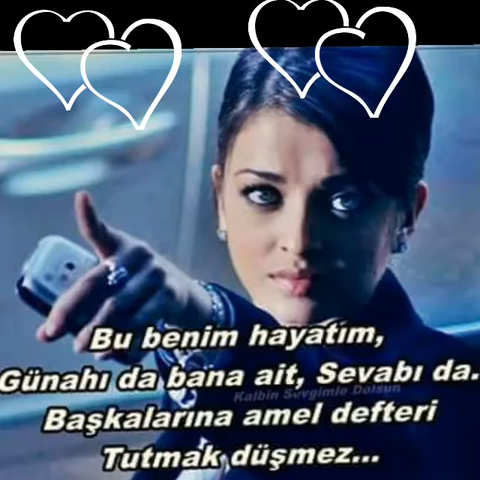 Bu benim hayatım,
Günahı da bana ait, Sevabı da.
Kalbin Sevgimle Dolsun
Başkalarına amel defteri
Tutmak düşmez...